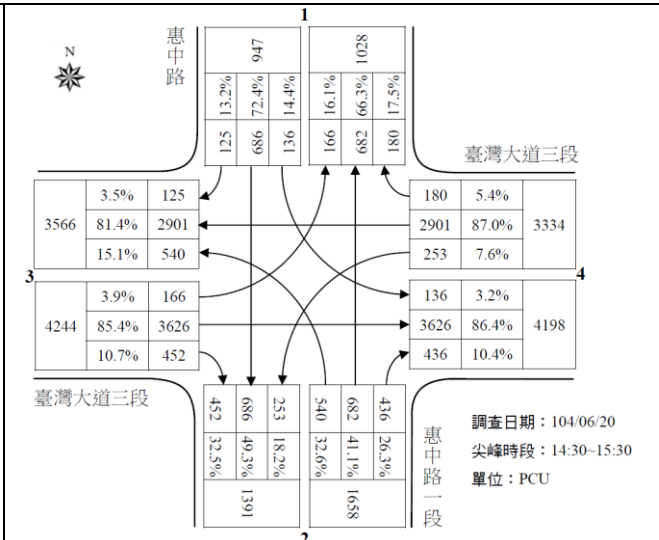 1
N
惠中路
947
13.2% 72.4% 14.4%
125 686 136
1028
16.1% 66.3% 17.5%
166 682 180
臺灣大道三段
3566
3.5% 125
81.4% 2901
15.1% 540
180 5.4%
2901 87.0%
253 7.6%
3334
3
4
4244
3.9% 166
85.4% 3626
10.7% 452
136 3.2%
3626 86.4%
436 10.4%
4198
臺灣大道三段
452 686 253
32.5% 49.3% 18.2%
1391
540 682 436
32.6% 41.1% 26.3%
1658
惠中路一段
調查日期：104/06/20
尖峰時段：14:30~15:30
單位：PCU
2